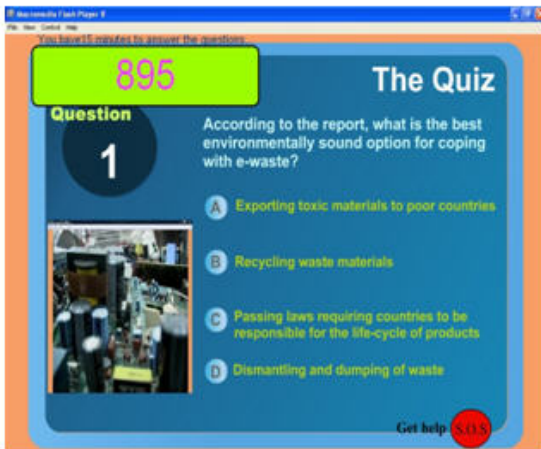 Macromedia Flash Player 8
File View Control Help
You have15 minutes to answer the questions
895
The Quiz
Question
1
According to the report, what is the best
environmentally sound option for coping
with e-waste?
A Exporting toxic materials to poor countries
B Recycling waste materials
C Passing laws requiring countries to be
responsible for the life-cycle of products
D Dismantling and dumping of waste
Get help S.O.S